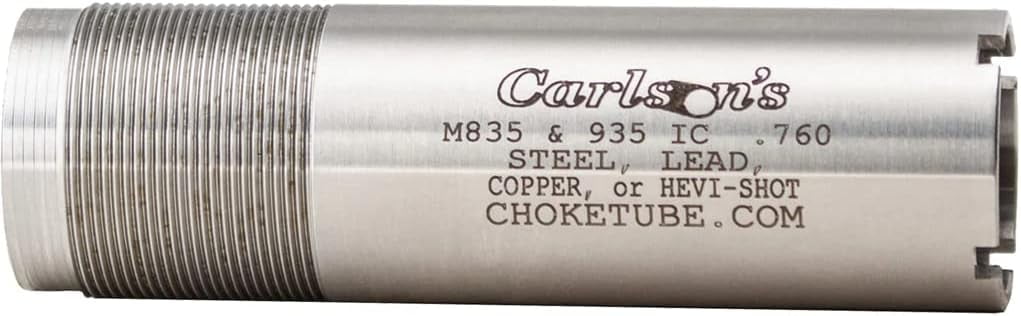 Carlson's
M835 & 935 IC .760
STEEL, LEAD,
COPPER, or HEVI-SHOT
CHOKETUBE.COM